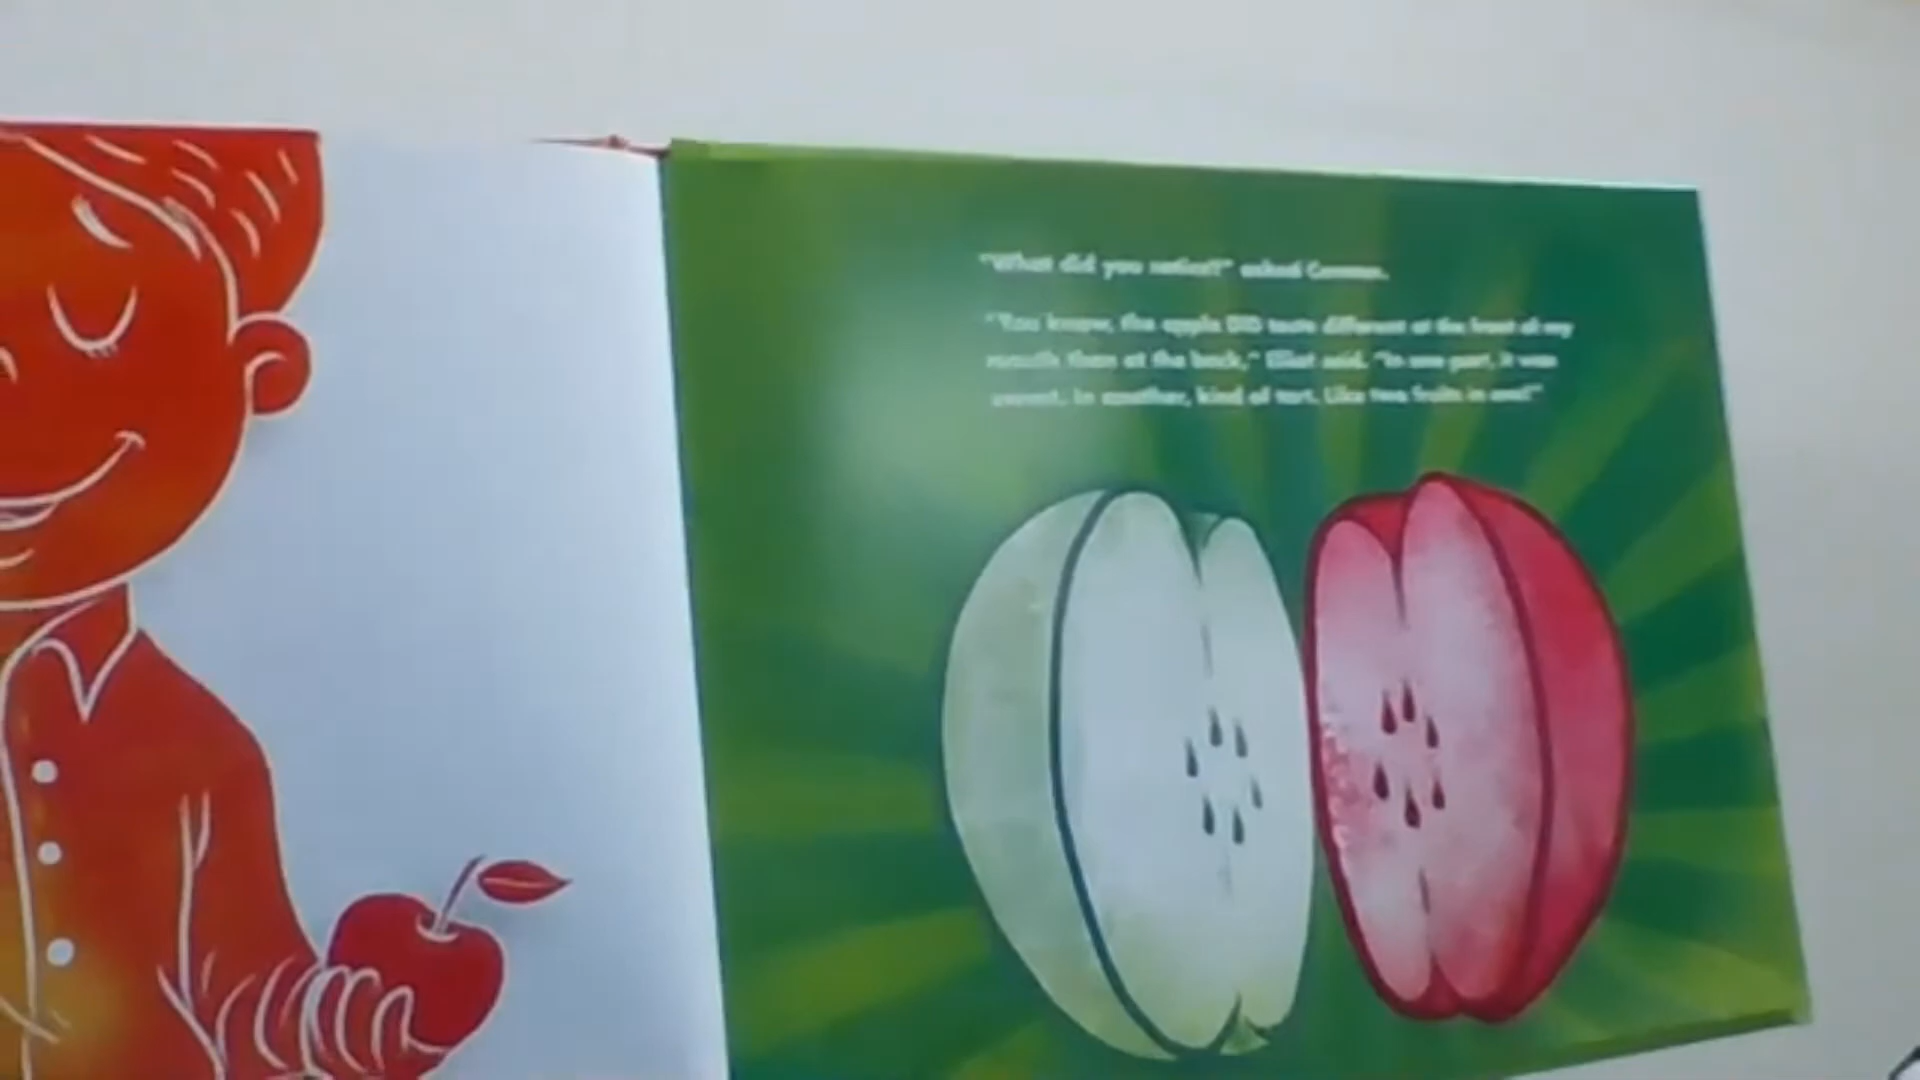 "What did you notice?" asked
"You know, the apple DID taste different at the front of my
mouth than at the back," Elliot said. "In one part, it was
sweet. In another, kind of tart. Like two fruits in one!"